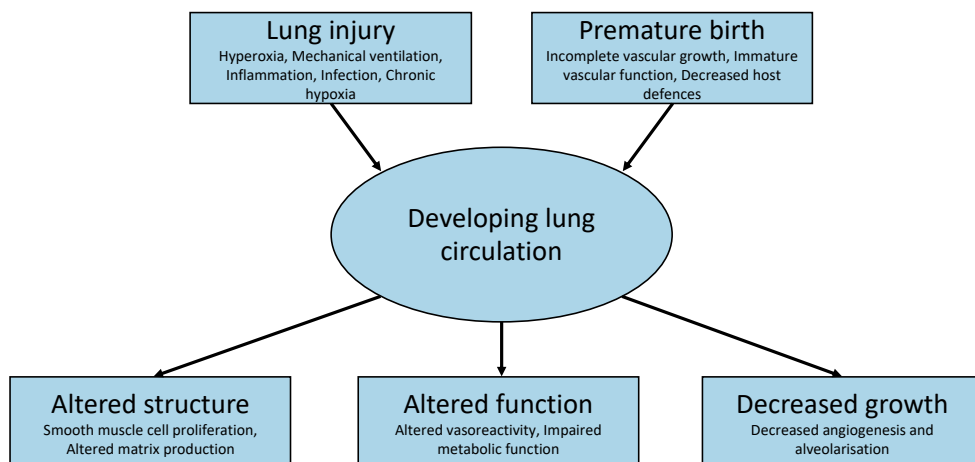 Lung injury
Hyperoxia, Mechanical ventilation,
Inflammation, Infection, Chronic
hypoxia
Premature birth
Incomplete vascular growth, Immature
vascular function, Decreased host
defences
Developing lung
circulation
Altered structure
Smooth muscle cell proliferation,
Altered matrix production
Altered function
Altered vasoreactivity, Impaired
metabolic function
Decreased growth
Decreased angiogenesis and
alveolarisation